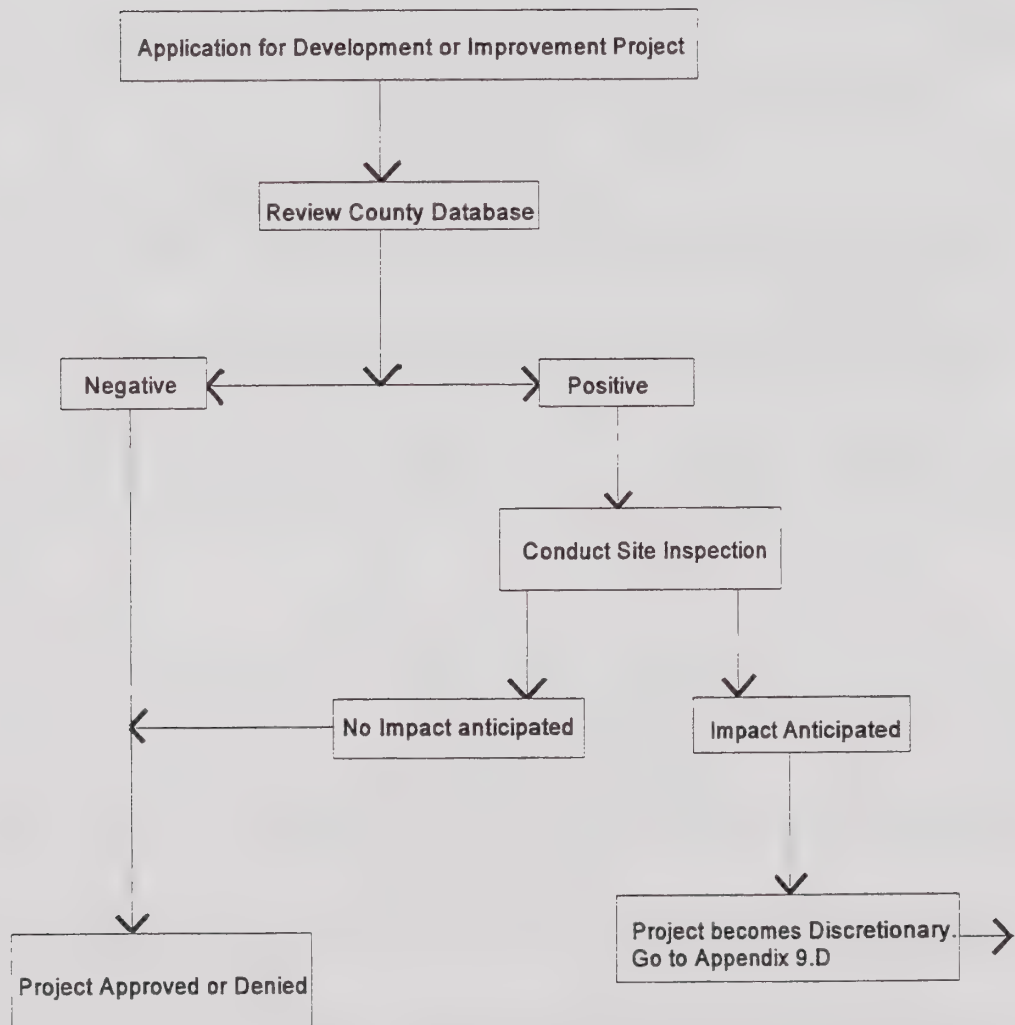 Application for Development or Improvement Project
Review County Database
Negative
Positive
Conduct Site Inspection
No Impact anticipated
Impact Anticipated
Project becomes Discretionary.
Go to Appendix 9.D
Project Approved or Denied